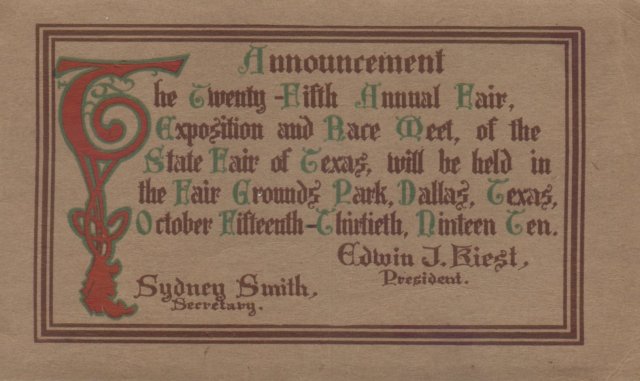 Announcement
The Twenty-Fifth Annual Fair,
Exposition and Race Meet, of the
State Fair of Texas, will be held in
the Fair Grounds Park, Dallas, Texas,
October Fifteenth-Thirtieth, Ninteen Ten.
Edwin J. Kiest,
President.
Sydney Smith,
Secretary.